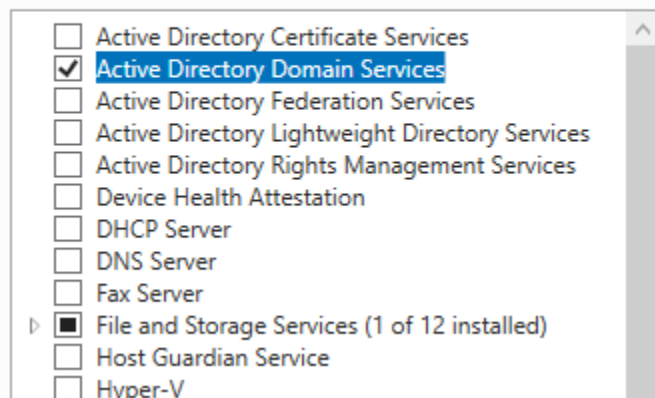 Active Directory Certificate Services
Active Directory Domain Services
Active Directory Federation Services
Active Directory Lightweight Directory Services
Active Directory Rights Management Services
Device Health Attestation
DHCP Server
DNS Server
Fax Server
File and Storage Services (1 of 12 installed)
Host Guardian Service
Hyper-V